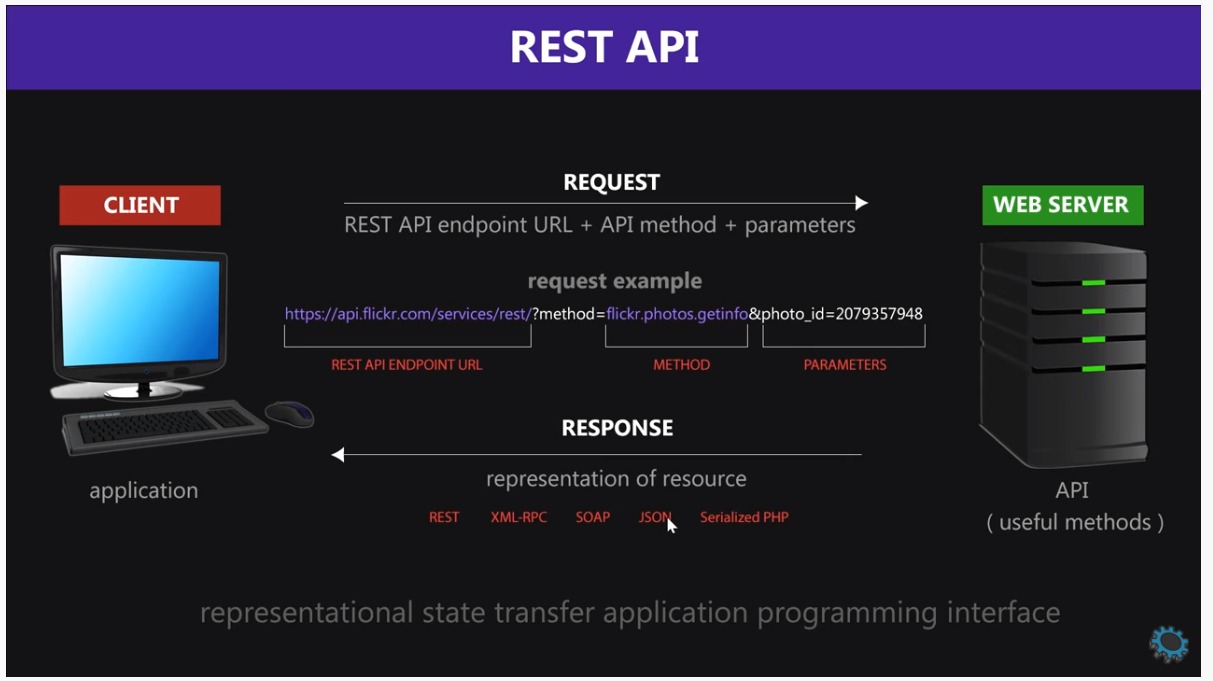 REST API
CLIENT
REQUEST
REST API endpoint URL + API method + parameters
WEB SERVER
request example
https://api.flickr.com/services/rest/?method=flickr.photos.getinfo&photo_id=2079357948
REST API ENDPOINT URL
METHOD
PARAMETERS
RESPONSE
representation of resource
REST XML-RPC SOAP JSON Serialized PHP
application
API
( useful methods )
representational state transfer application programming interface